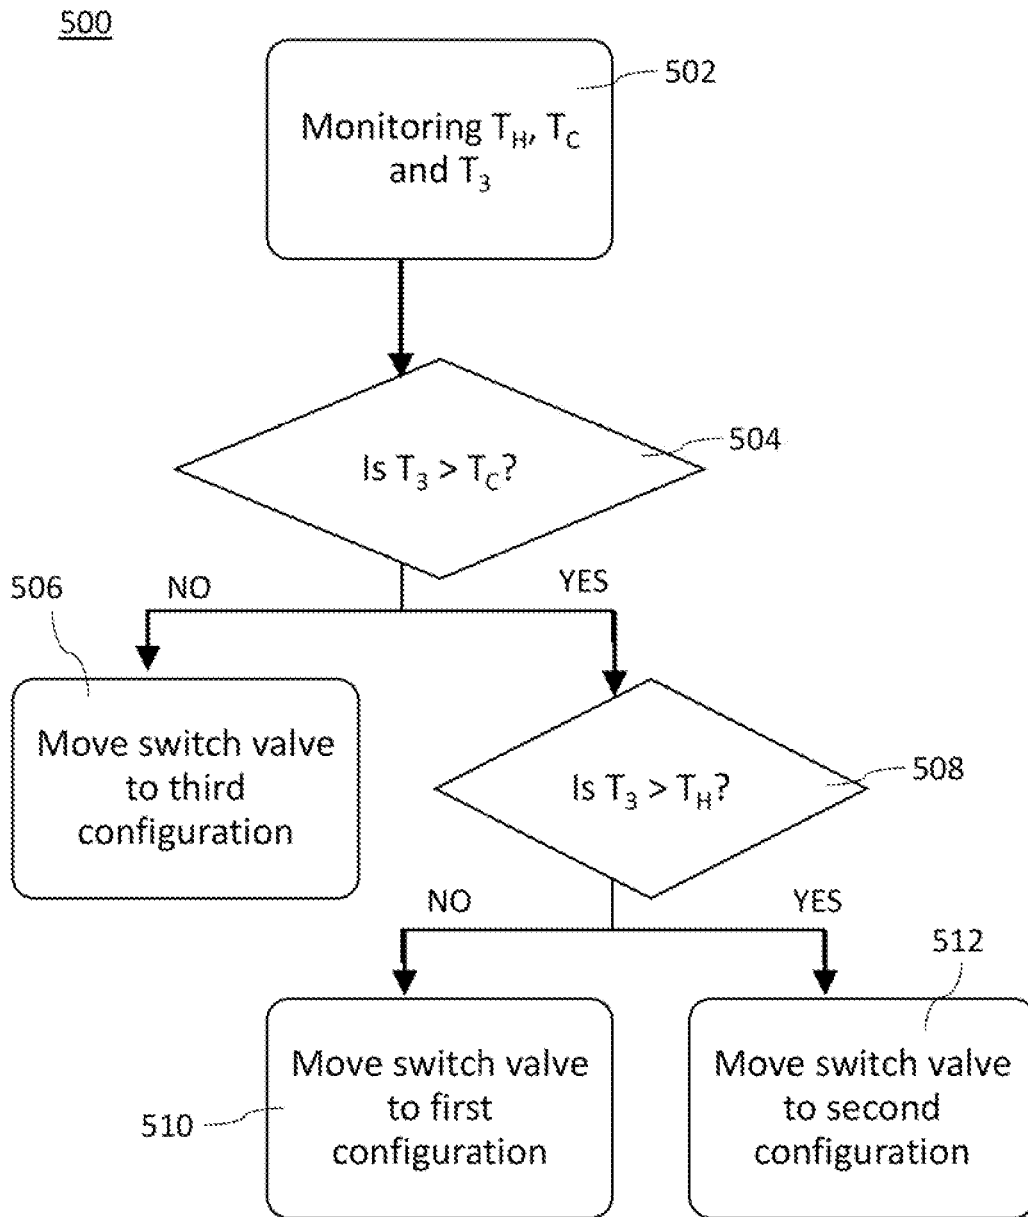 500
502
Monitoring T_H, T_C
and T_3
504
Is T_3 > T_C?
506
NO
YES
Move switch valve
to third
configuration
508
Is T_3 > T_H?
NO
YES
512
Move switch valve
to first
configuration
510
Move switch valve
to second
configuration